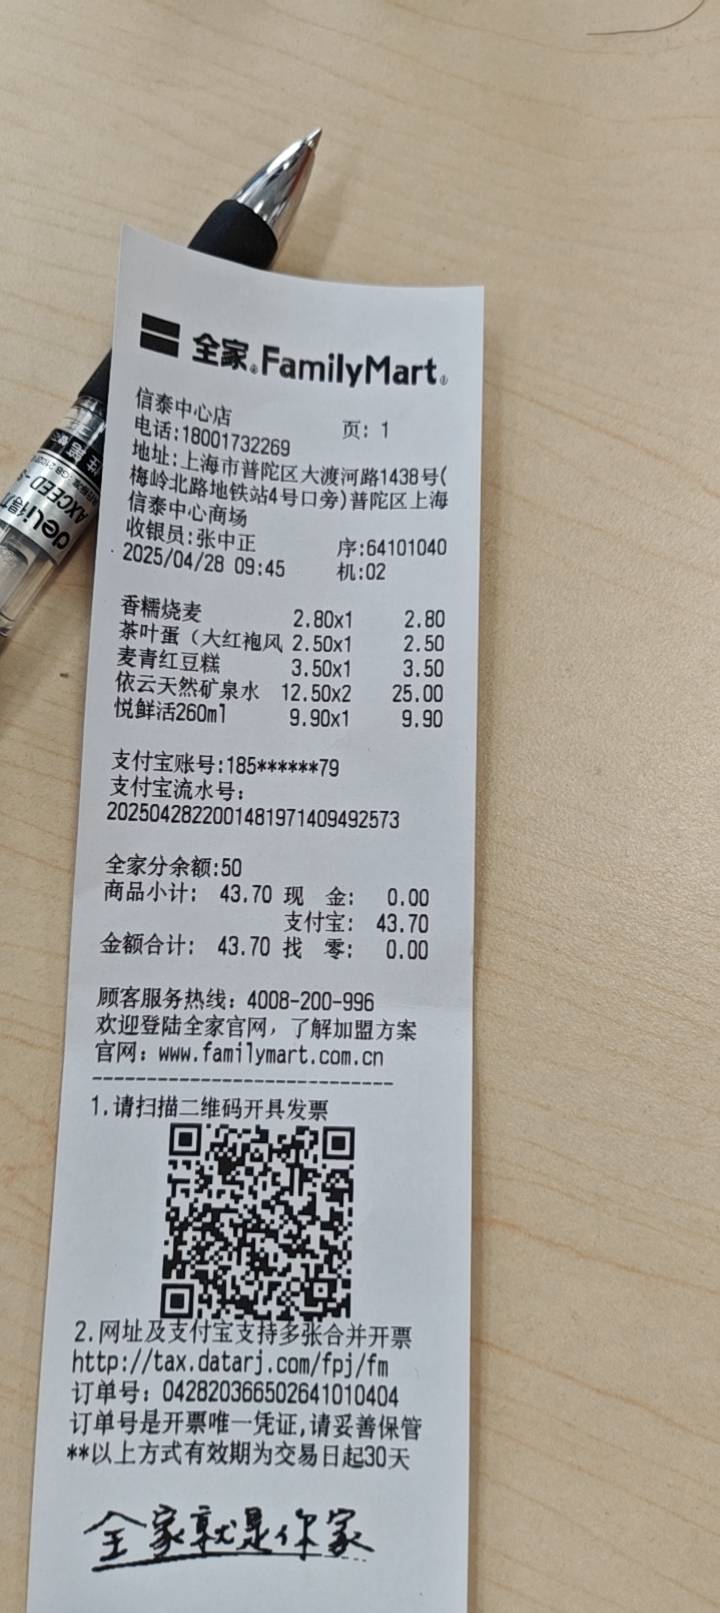 全家 FamilyMart
信泰中心店 页: 1
电话:18001732269
地址:上海市普陀区大渡河路1438号(
梅岭北路地铁站4号口旁)普陀区上海
信泰中心商场
收银员:张中正 序:64101040
2025/04/28 09:45 机:02
香糯烧麦 2.80x1 2.80
茶叶蛋（大红袍风 2.50x1 2.50
麦青红豆糕 3.50x1 3.50
依云天然矿泉水 12.50x2 25.00
悦鲜活260ml 9.90x1 9.90
支付宝账号:185******79
支付宝流水号:
2025042822001481971409492573
全家分余额:50
商品小计: 43.70 现 金: 0.00
支付宝: 43.70
金额合计: 43.70 找 零: 0.00
顾客服务热线: 4008-200-996
欢迎登陆全家官网，了解加盟方案
官网: www.familymart.com.cn
----------------------------
1.请扫描二维码开具发票
2.网址及支付宝支持多张合并开票
http://tax.datarj.com/fpj/fm
订单号: 042820366502641010404
订单号是开票唯一凭证,请妥善保管
**以上方式有效期为交易日起30天
全家就是你家
deli得力
AXCEED